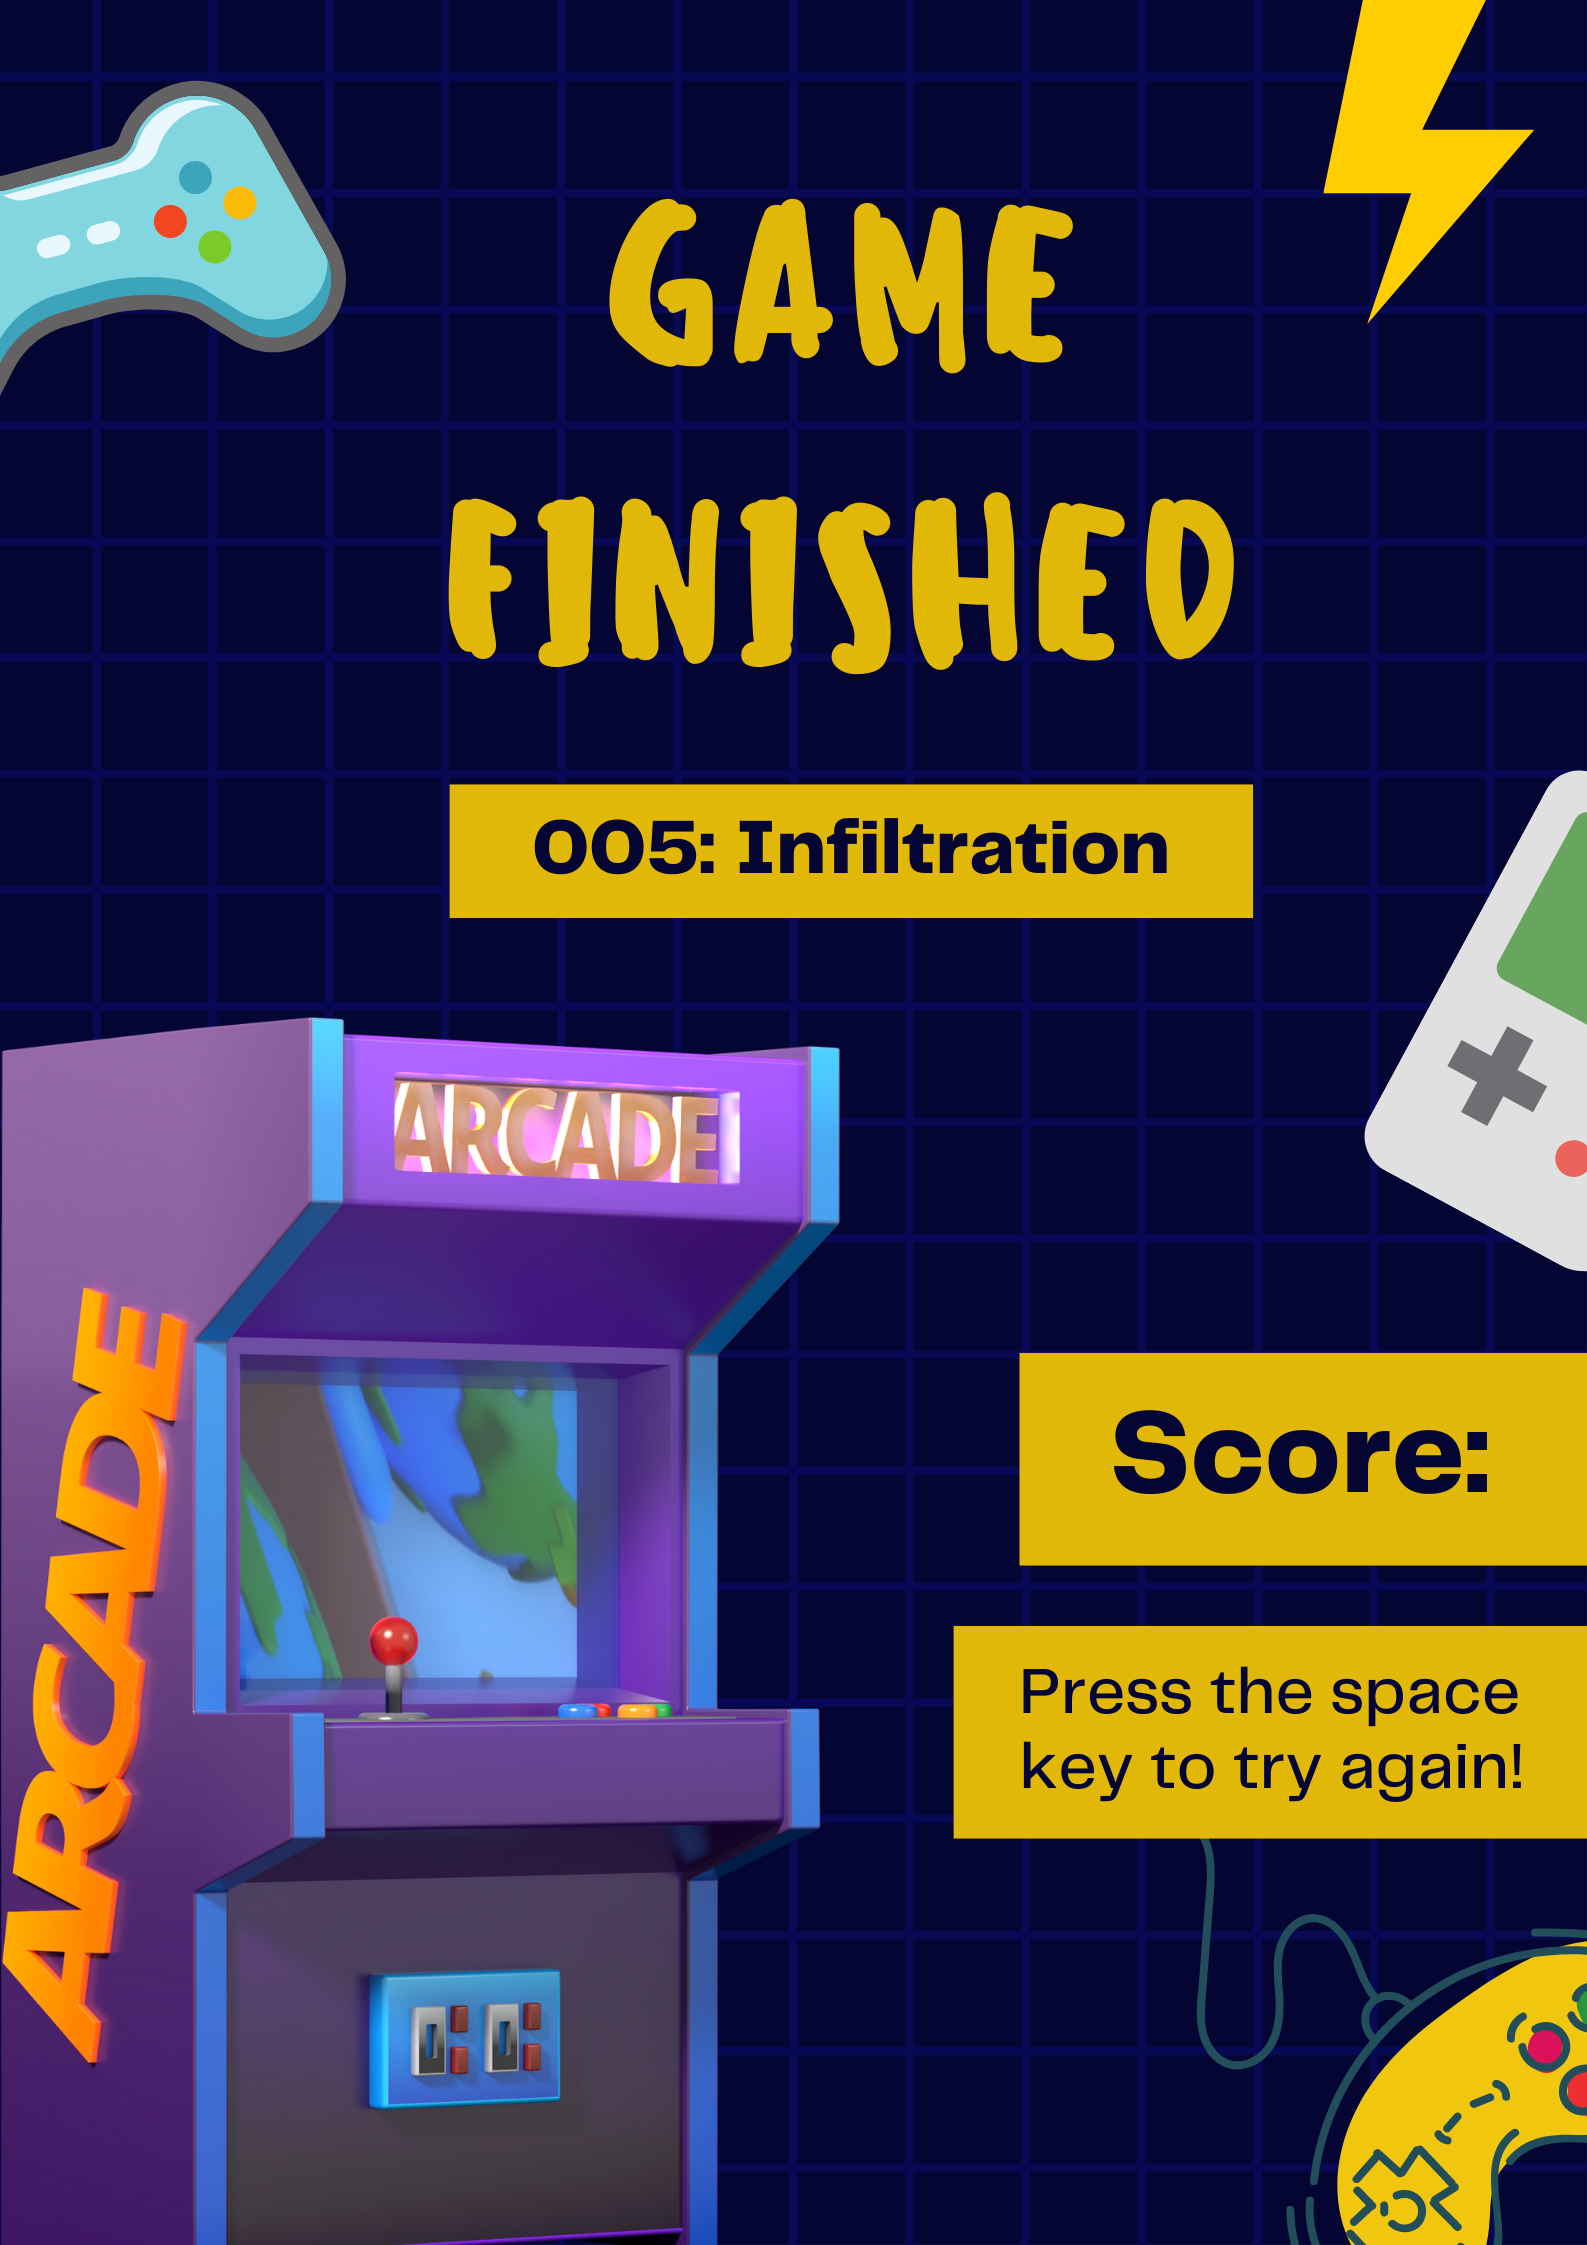 GAME
FINISHED
005: Infiltration
ARCADE
ARCADE
Score:
Press the space
key to try again!